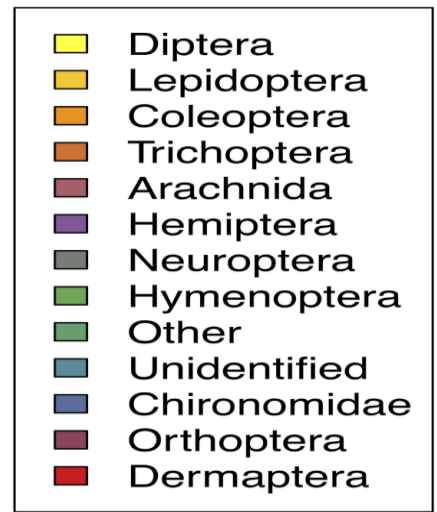 Diptera
Lepidoptera
Coleoptera
Trichoptera
Arachnida
Hemiptera
Neuroptera
Hymenoptera
Other
Unidentified
Chironomidae
Orthoptera
Dermaptera